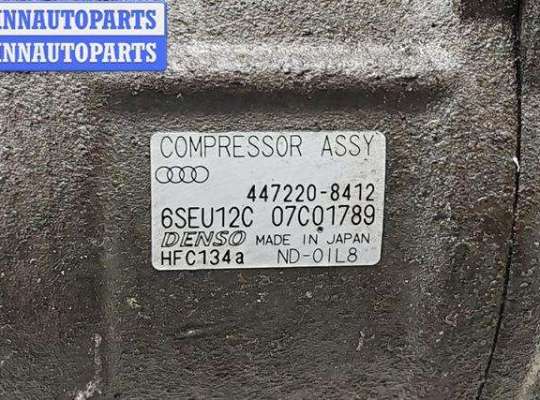 INNAUTOPARTS
INNAUTOPARTS
COMPRESSOR ASSY
447220-8412
6SEU12C 07C01789
DENSO MADE IN JAPAN
HFC134a ND-OIL8